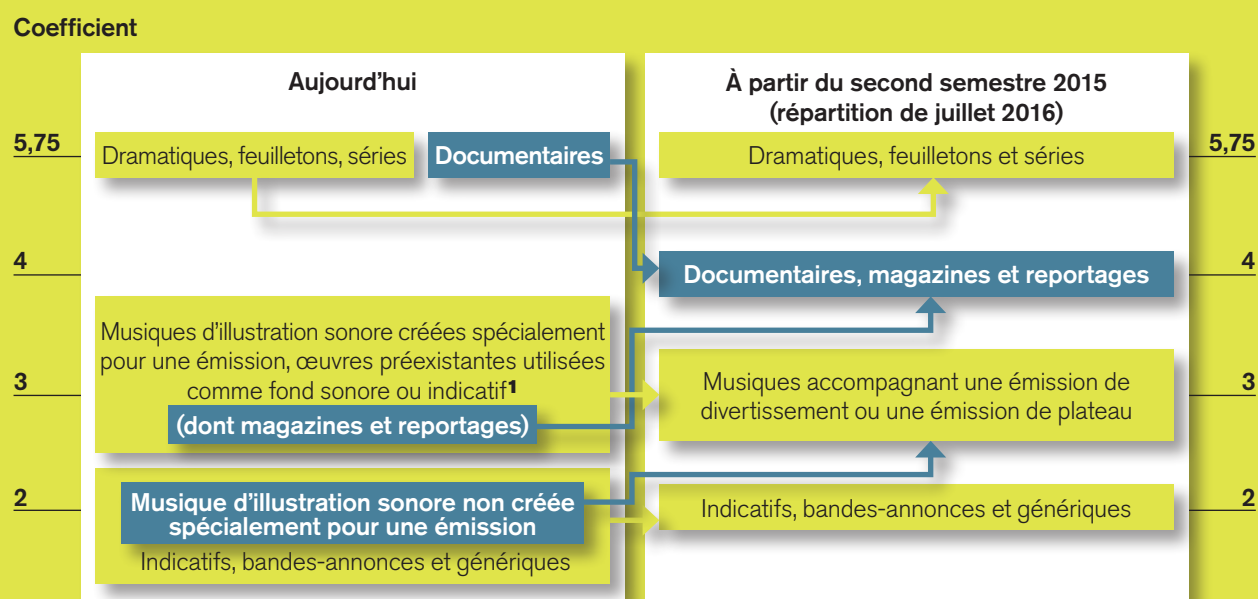 Coefficient
Aujourd'hui
5,75
Dramatiques, feuilletons, séries
Documentaires
4
Musiques d'illustration sonore créées spécialement
pour une émission, œuvres préexistantes utilisées
comme fond sonore ou indicatif1
(dont magazines et reportages)
3
2
Musique d'illustration sonore non créée
spécialement pour une émission
Indicatifs, bandes-annonces et génériques
À partir du second semestre 2015
(répartition de juillet 2016)
Dramatiques, feuilletons et séries
5,75
Documentaires, magazines et reportages
4
Musiques accompagnant une émission de
divertissement ou une émission de plateau
3
Indicatifs, bandes-annonces et génériques
2